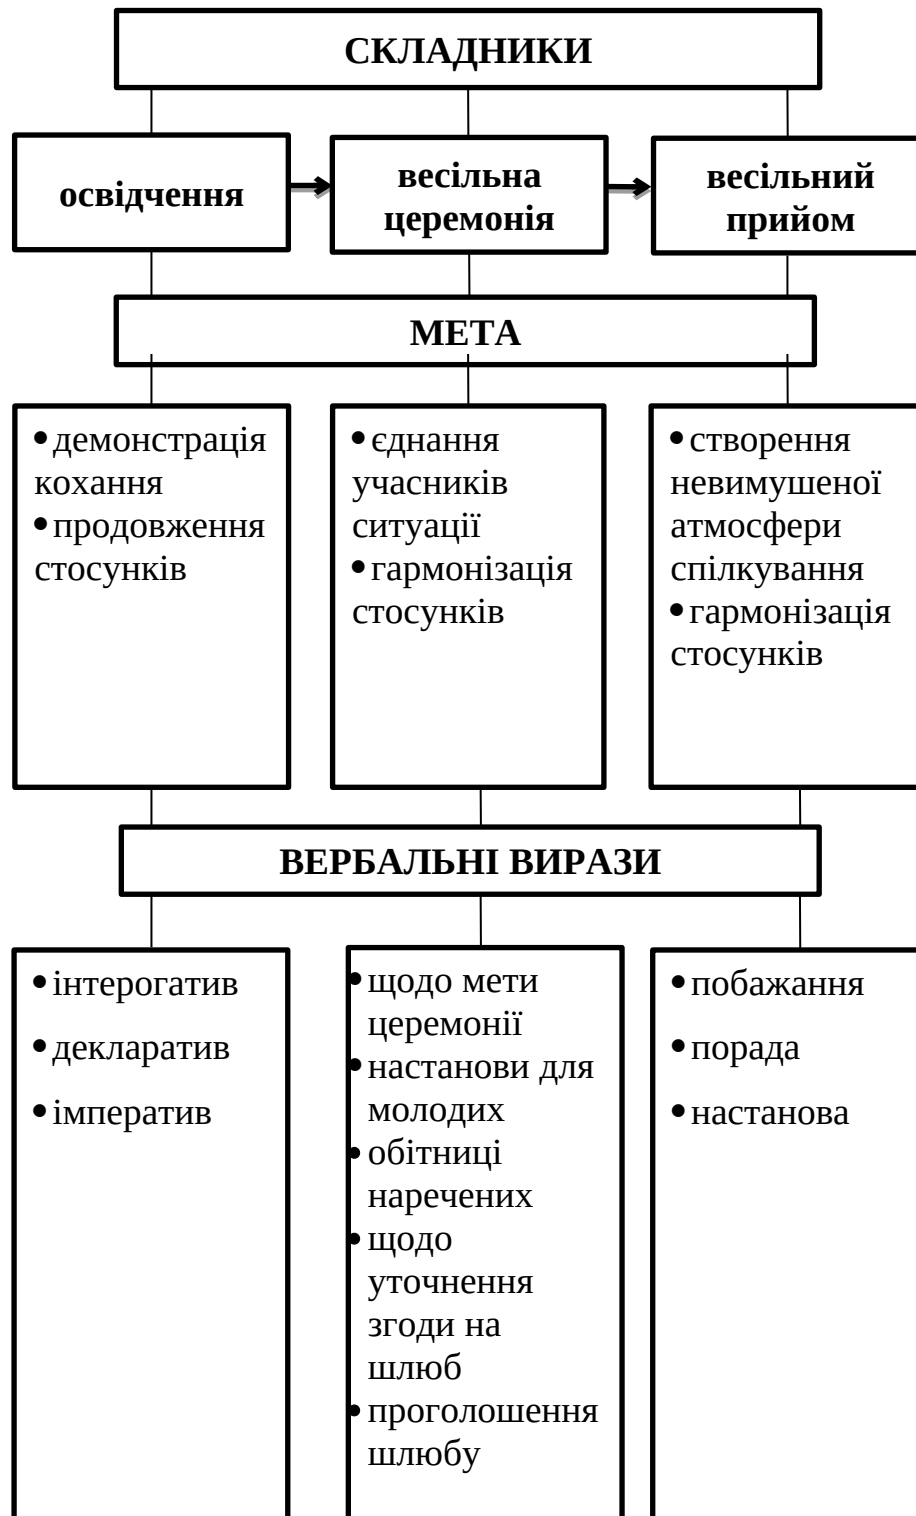 СКЛАДНИКИ
освідчення
весільна
церемонія
весільний
прийом
МЕТА
•демонстрація
кохання
•продовження
стосунків
•єднання
учасників
ситуації
•гармонізація
стосунків
•створення
невимушеної
атмосфери
спілкування
•гармонізація
стосунків
ВЕРБАЛЬНІ ВИРАЗИ
•інтерогатив
•декларатив
•імператив
•щодо мети
церемонії
•настанови для
молодих
•обітниці
наречених
•щодо
уточнення
згоди на
шлюб
•проголошення
шлюбу
•побажання
•порада
•настанова